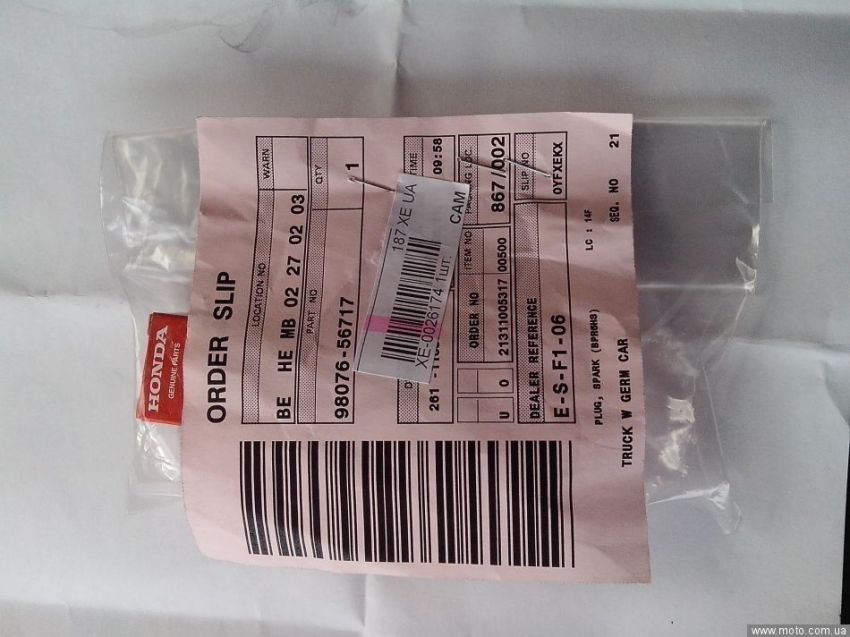 ORDER SLIP
LOCATION NO
WARN
BE HE MB 02 27 02 03
PART NO
QTY
98076-56717
1
TIME
09:58
ORDER NO
ITEM NO
LOC.
21311005317
00500
867/002
U
O
DEALER REFERENCE
SLIP NO
E-S-F1-06
OYFXEKX
PLUG, SPARK (BPR6HS)
LC : 14F
TRUCK W GERM CAR
SEQ. NO
21
187 XE UA
XE-0026174 1шт.
CAM
HONDA
GENUINE PARTS
www.moto.com.ua